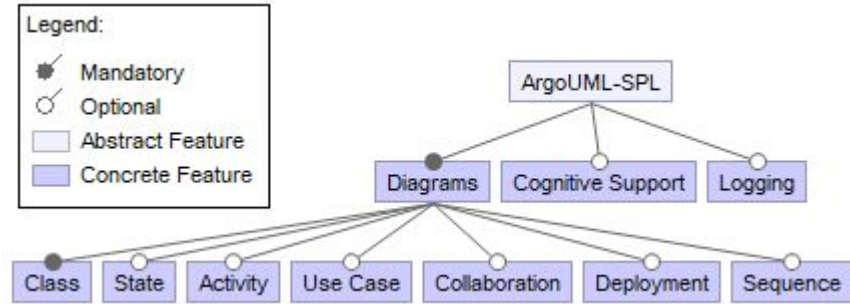 Legend:
Mandatory
Optional
Abstract Feature
Concrete Feature
ArgoUML-SPL
Diagrams Cognitive Support Logging
Class State Activity Use Case Collaboration Deployment Sequence